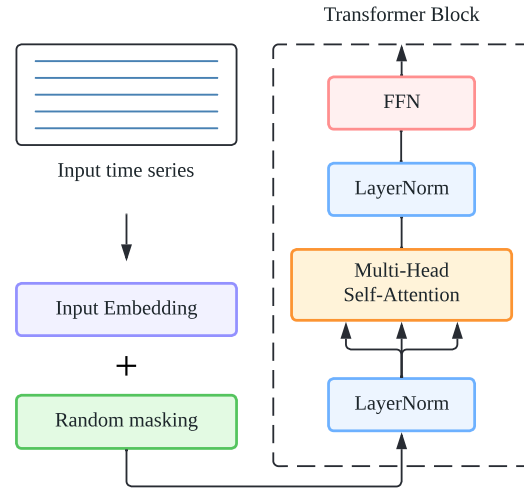 Transformer Block
Input time series
Input Embedding
+
Random masking
FFN
LayerNorm
Multi-Head
Self-Attention
LayerNorm